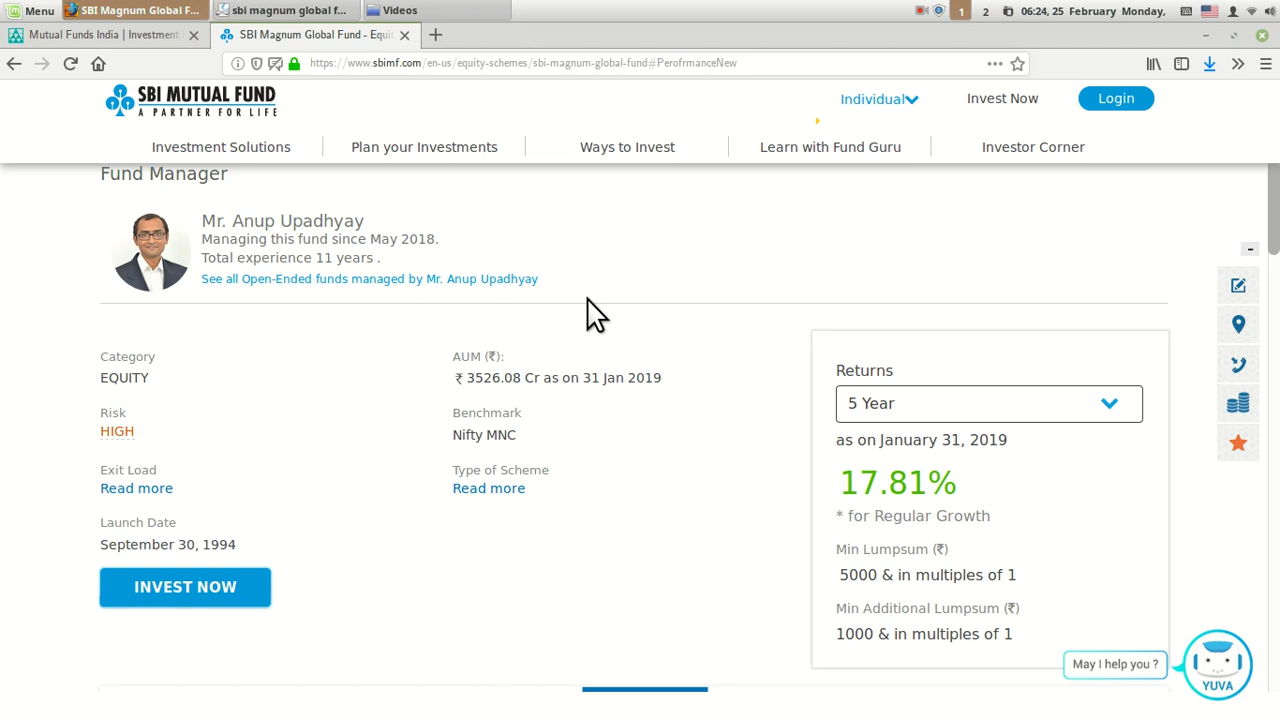 Menu
SBI Magnum Global F...
sbi magnum global f...
Videos
1
2
06:24, 25 February Monday,
Mutual Funds India | Investment
SBI Magnum Global Fund - Equi
https://www.sbimf.com/en-us/equity-schemes/sbi-magnum-global-fund#PerofrmanceNew
SBI MUTUAL FUND
A PARTNER FOR LIFE
Individual
Invest Now
Login
Investment Solutions
Plan your Investments
Ways to Invest
Learn with Fund Guru
Investor Corner
Fund Manager
Mr. Anup Upadhyay
Managing this fund since May 2018.
Total experience 11 years .
See all Open-Ended funds managed by Mr. Anup Upadhyay
Category
EQUITY
AUM (₹):
₹ 3526.08 Cr as on 31 Jan 2019
Risk
HIGH
Benchmark
Nifty MNC
Exit Load
Read more
Type of Scheme
Read more
Launch Date
September 30, 1994
INVEST NOW
Returns
5 Year
as on January 31, 2019
17.81%
* for Regular Growth
Min Lumpsum (₹)
5000 & in multiples of 1
Min Additional Lumpsum (₹)
1000 & in multiples of 1
May I help you ?
YUVA